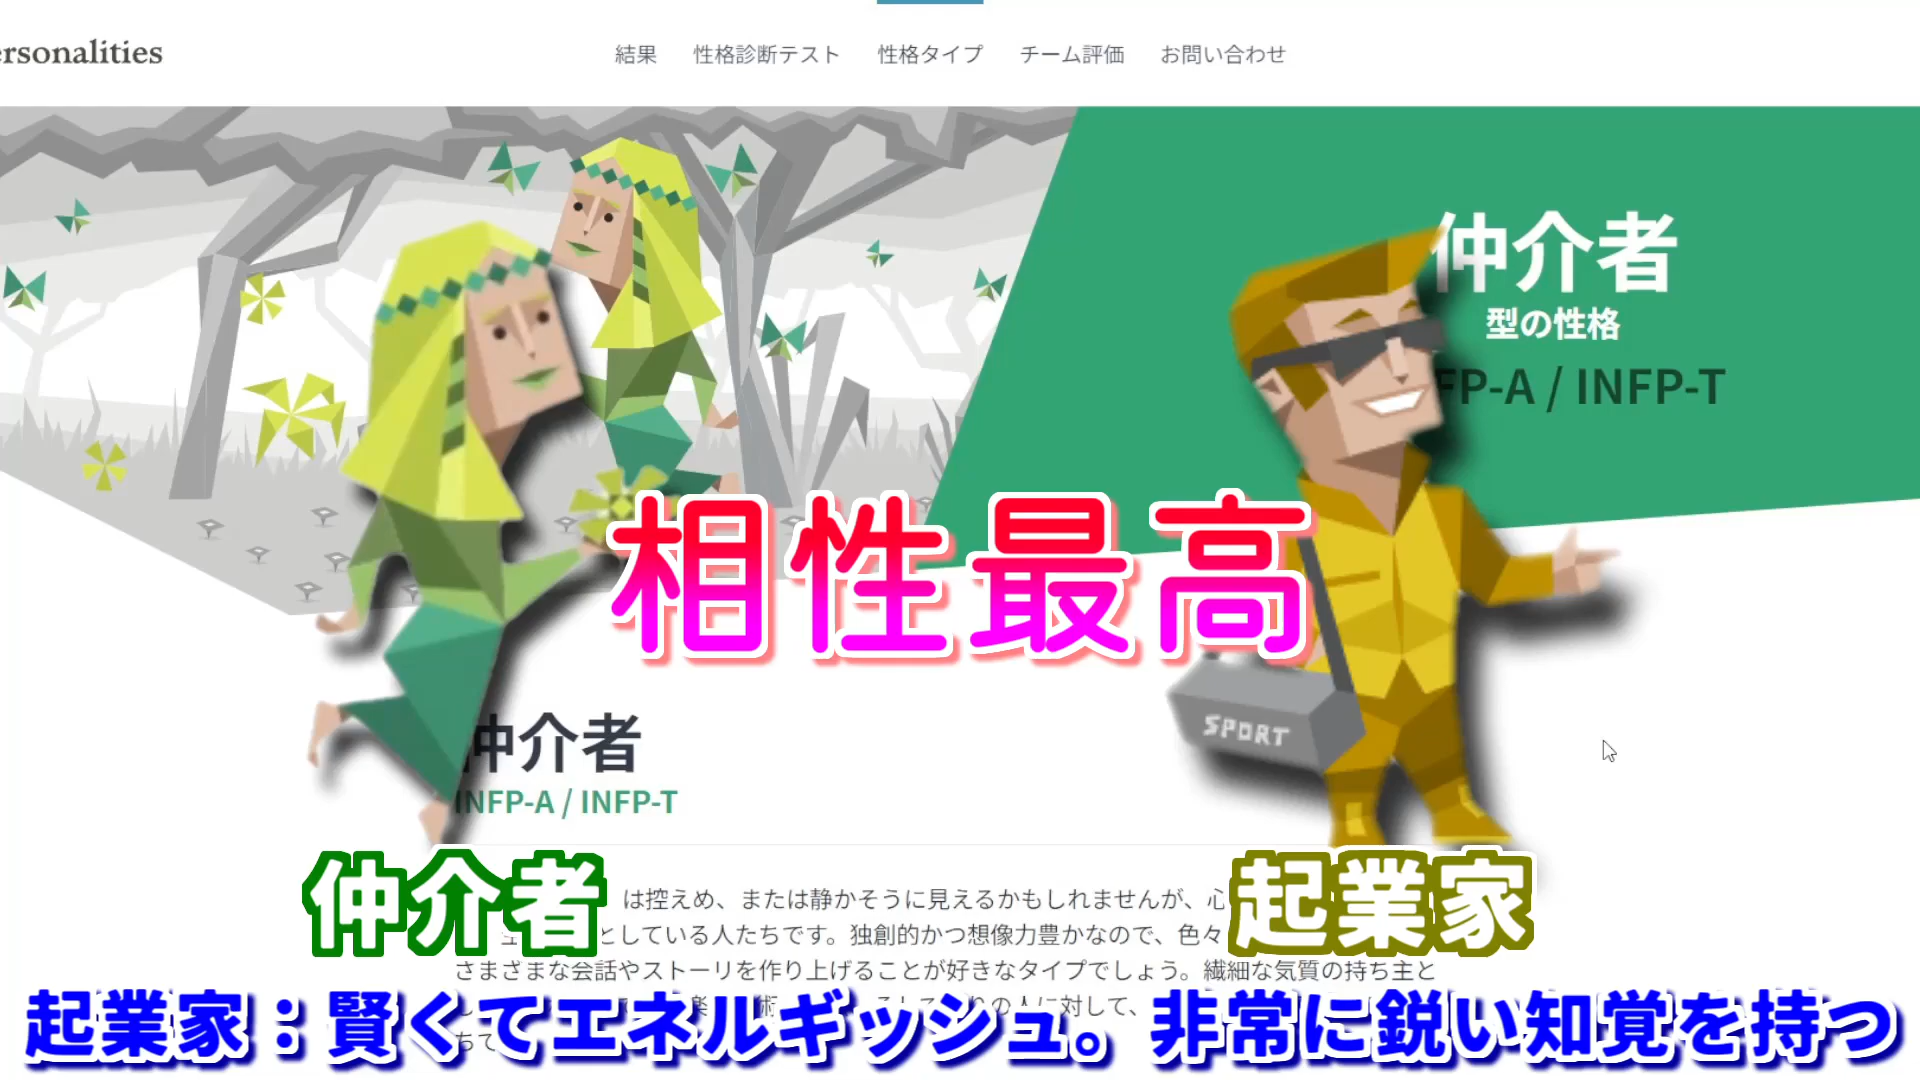 ersonalities
結果 性格診断テスト 性格タイプ チーム評価 お問い合わせ
仲介者
型の性格
FP-A / INFP-T
相性最高
SPORT
仲介者
INFP-A / INFP-T
仲介者
起業家
は控えめ、または静かそうに見えるかもしれませんが、心
としている人たちです。独創的かつ想像力豊かなので、色々
さまざまな会話やストーリを作り上げることが好きなタイプでしょう。繊細な気質の持ち主と
起業家：賢くてエネルギッシュ。非常に鋭い知覚を持つ